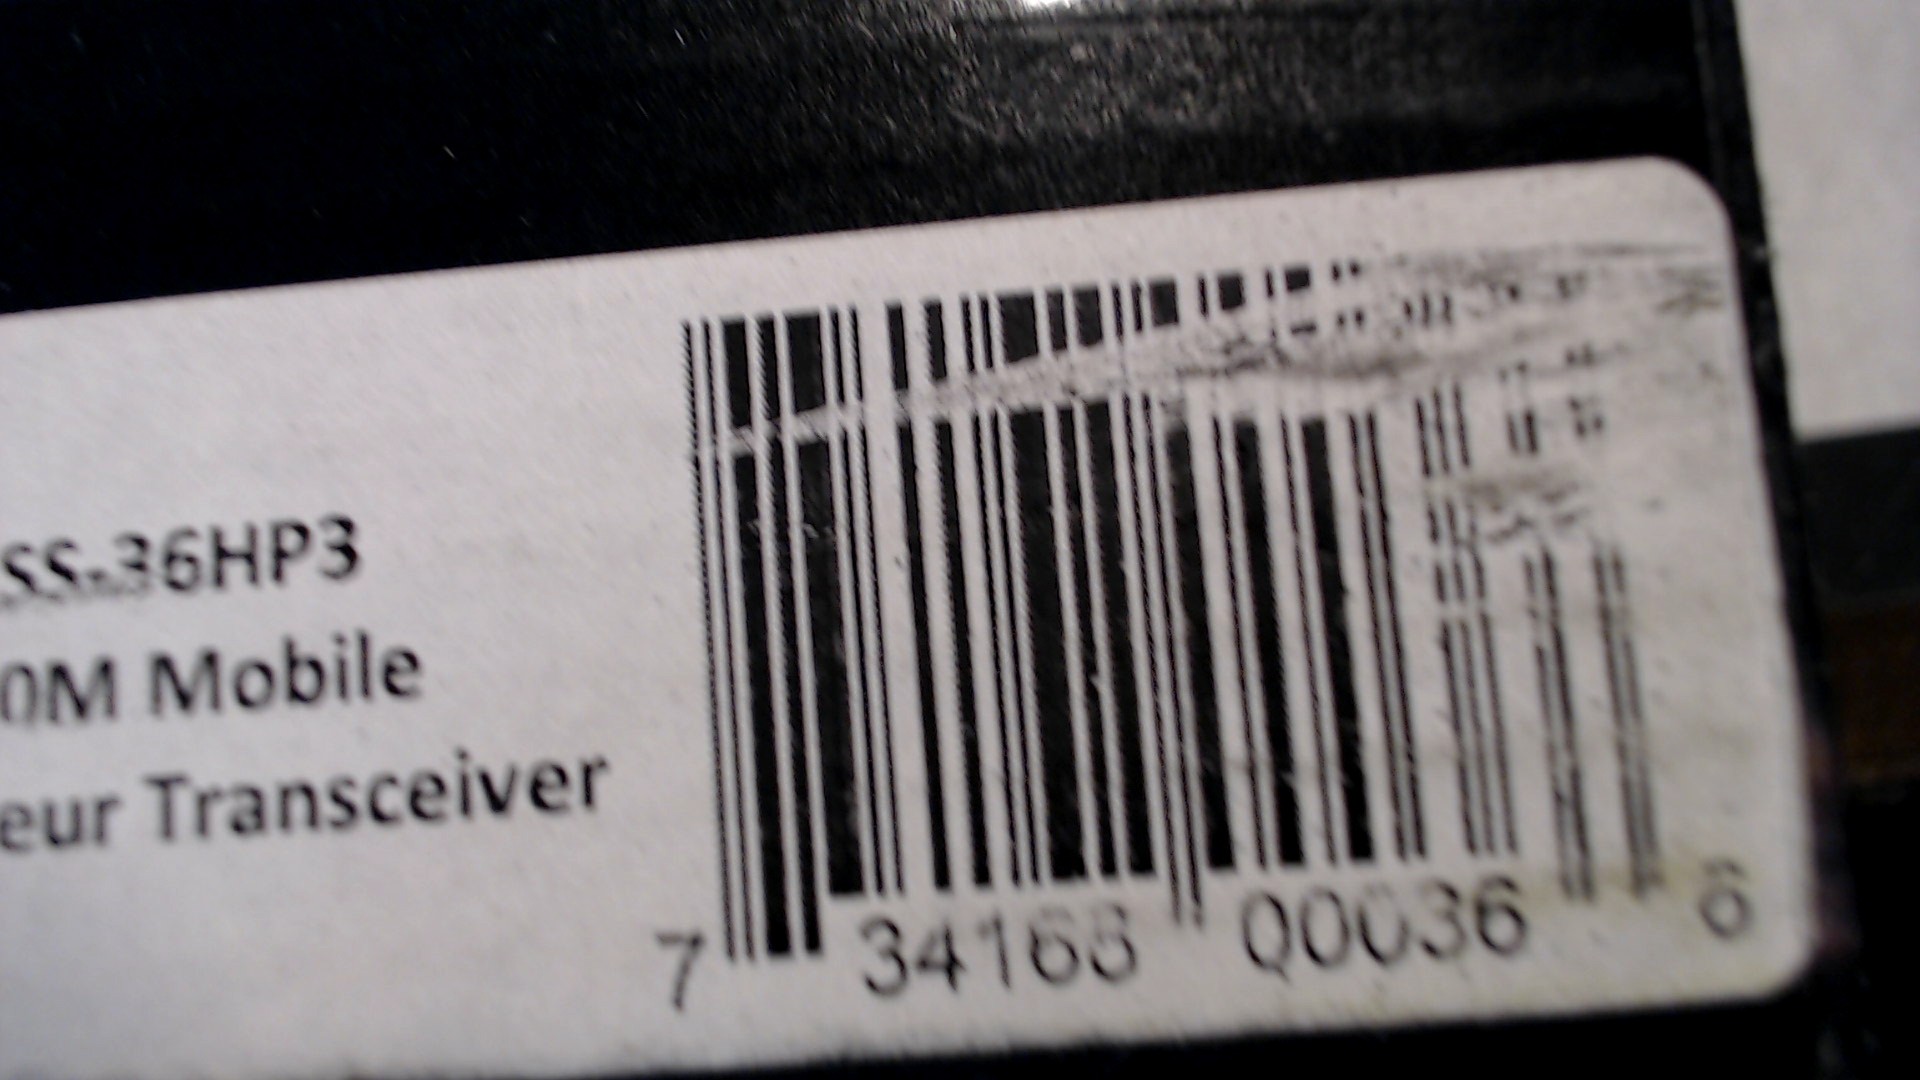 SS-36HP3
0M Mobile
eur Transceiver
7 34168 00036 6